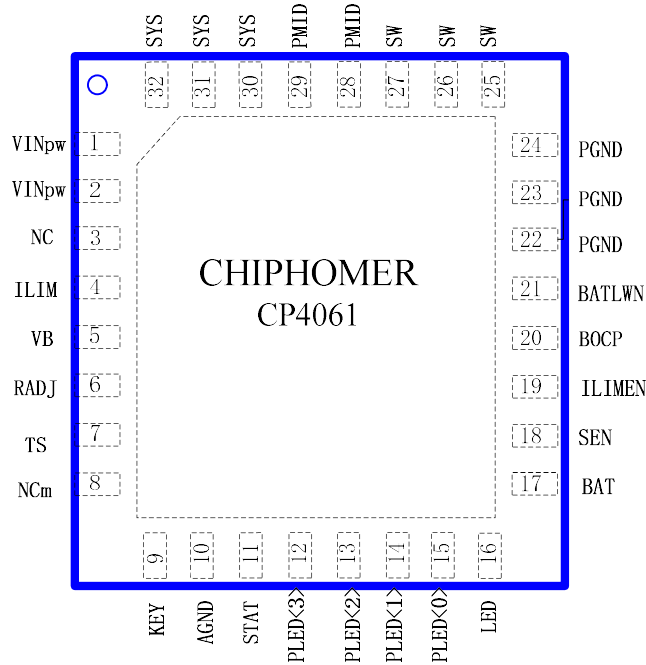 SYS SYS SYS PMID PMID SW SW SW
32 31 30 29 28 27 26 25
VINpw 1
VINpw 2
NC 3
ILIM 4
VB 5
RADJ 6
TS 7
NCm 8
CHIPHOMER
CP4061
24 PGND
23 PGND
22 PGND
21 BATLWN
20 BOCP
19 ILIMEN
18 SEN
17 BAT
9 10 11 12 13 14 15 16
KEY AGND STAT PLED<3> PLED<2> PLED<1> PLED<0> LED